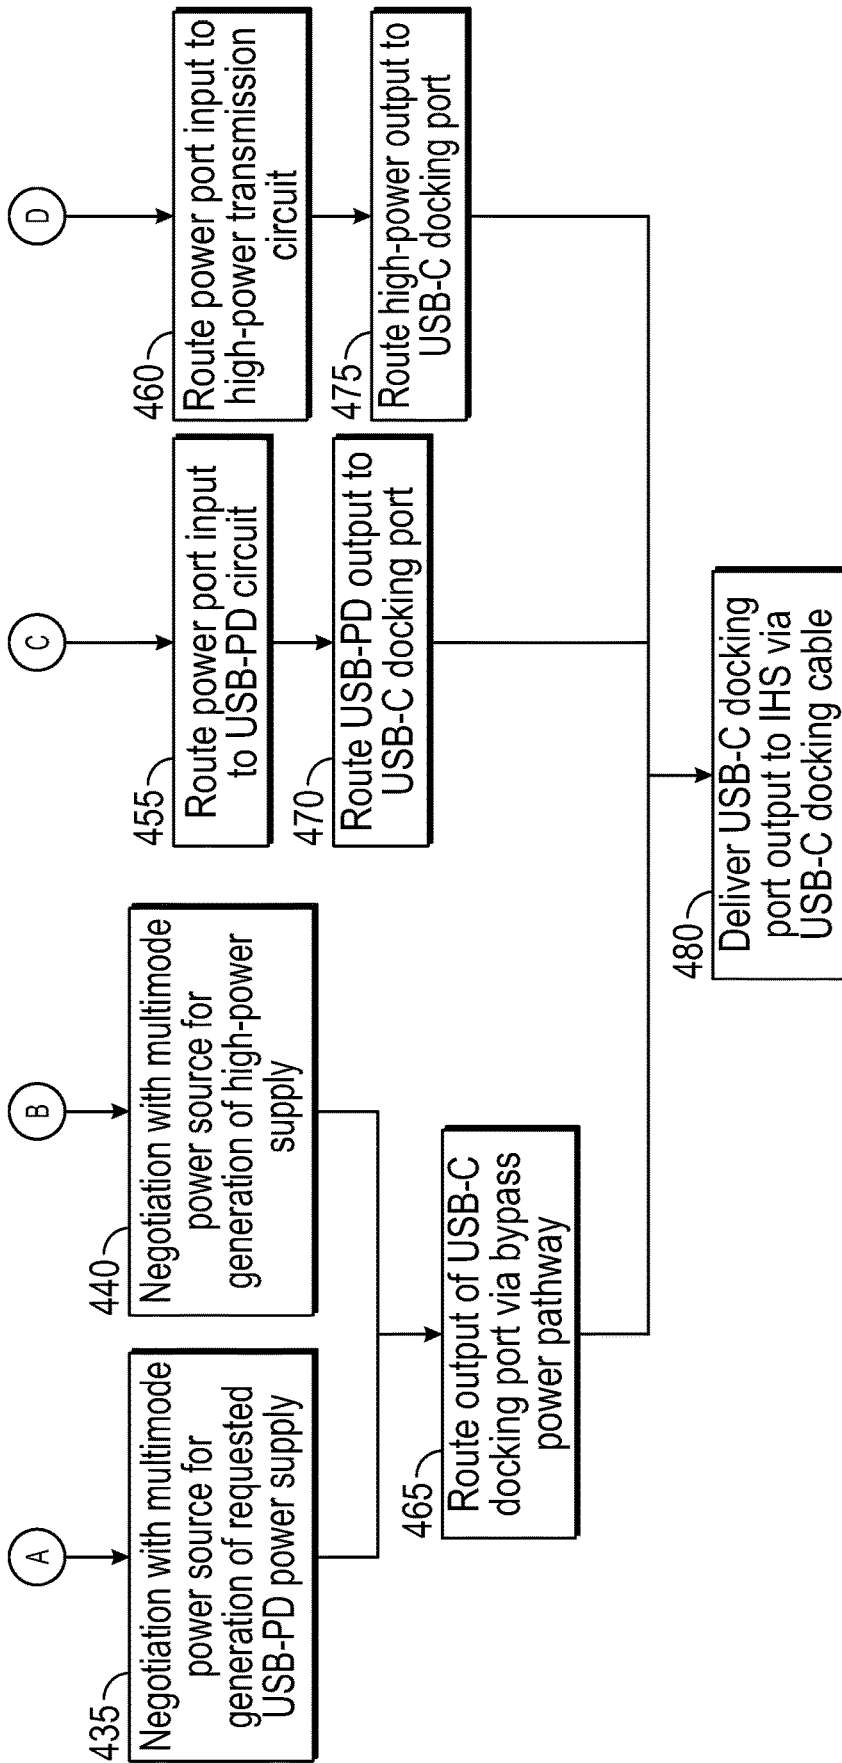 A
435
Negotiation with multimode
power source for
generation of requested
USB-PD power supply
B
440
Negotiation with multimode
power source for
generation of high-power
supply
465
Route output of USB-C
docking port via bypass
power pathway
C
455
Route power port input
to USB-PD circuit
470
Route USB-PD output to
USB-C docking port
D
460
Route power port input to
high-power transmission
circuit
475
Route high-power output to
USB-C docking port
480
Deliver USB-C docking
port output to IHS via
USB-C docking cable